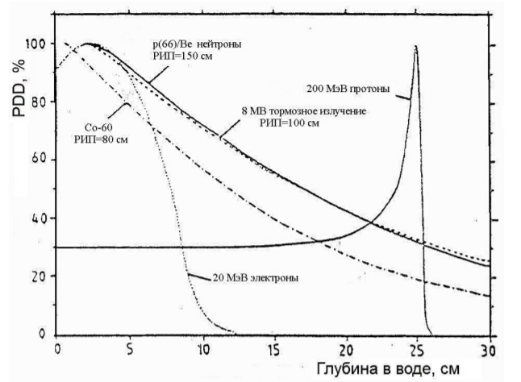 PDD, %
100
80
60
40
20
0
p(66)/Be нейтроны
РИП=150 см
200 МэВ протоны
8 МВ тормозное излучение
РИП=100 см
Co-60
РИП=80 см
20 МэВ электроны
0 5 10 15 20 25 30
Глубина в воде, см